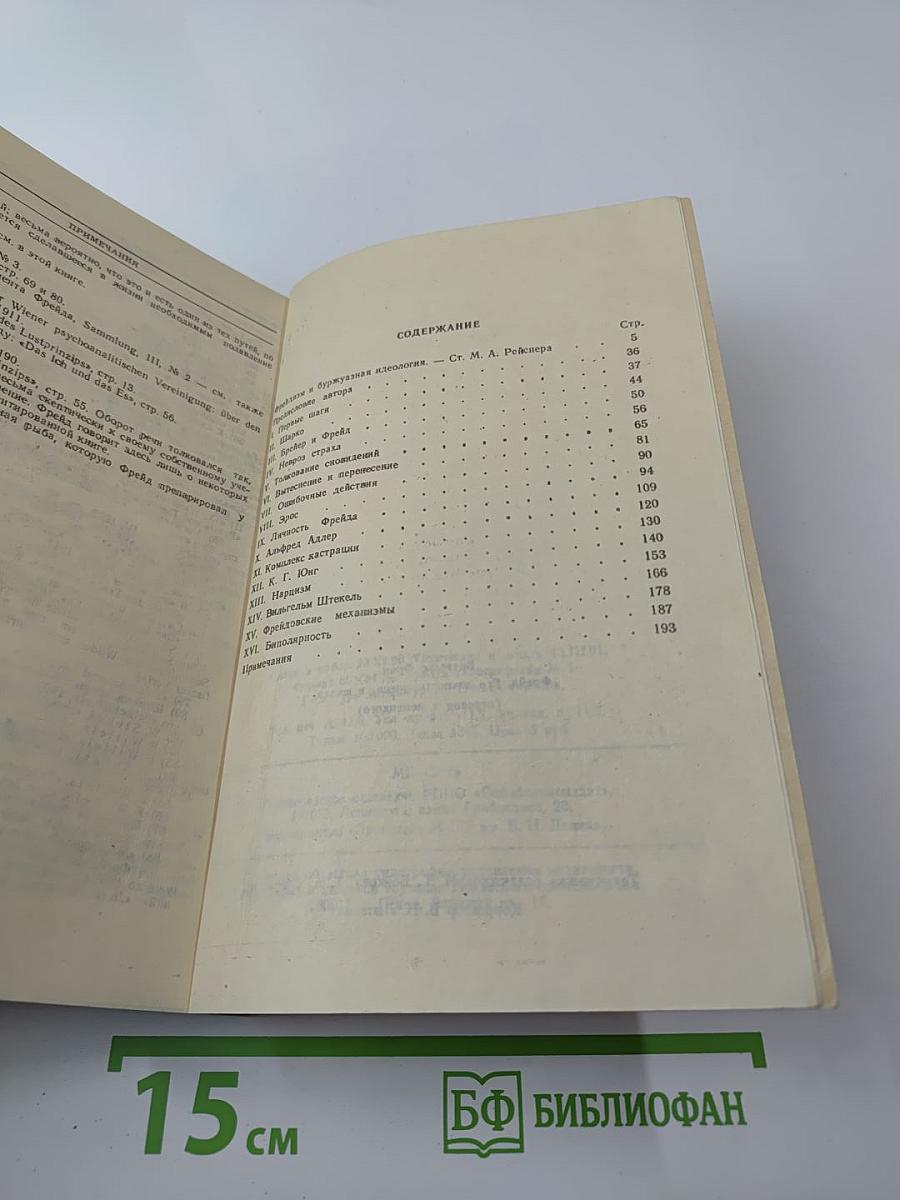 ПРИМЕЧАНИЯ
й; весьма вероятно, что это и есть один из тех путей, по
ется сделавшееся в жизни необходимым подавление
см. в этой книге.
№ 3.
стр. 69 и 80.
мента Фрейда, Sammlung, III, № 2 — см. также
Wiener psychoanalitischen Vereinigung: über den
1911.
des Lustprinzips», стр. 13.
«Das Ich und das Es», стр. 56.
190.
nzips», стр. 55. Оборот речи толковался так,
весьма скептически к своему собственному уче-
нение, Фрейд говорит здесь лишь о некоторых
цитированной книге.
ная рыба, которую Фрейд препарировал у
СОДЕРЖАНИЕ
Стр.
Фрейдизм и буржуазная идеология. — Ст. М. А. Рейснера 5
Предисловие автора 36
I. Первые шаги 37
II. Шарко 44
III. Брейер и Фрейд 50
IV. Невроз страха 56
V. Толкование сновидений 65
VI. Вытеснение и перенесение 81
VII. Ошибочные действия 90
VIII. Эрос 94
IX. Личность Фрейда 109
X. Альфред Адлер 120
XI. Комплекс кастрации 130
XII. К. Г. Юнг 140
XIII. Нарцизм 153
XIV. Вильгельм Штекель 166
XV. Фрейдовские механизмы 178
XVI. Биполярность 187
Примечания 193
15 см
БФ БИБЛИОФАН